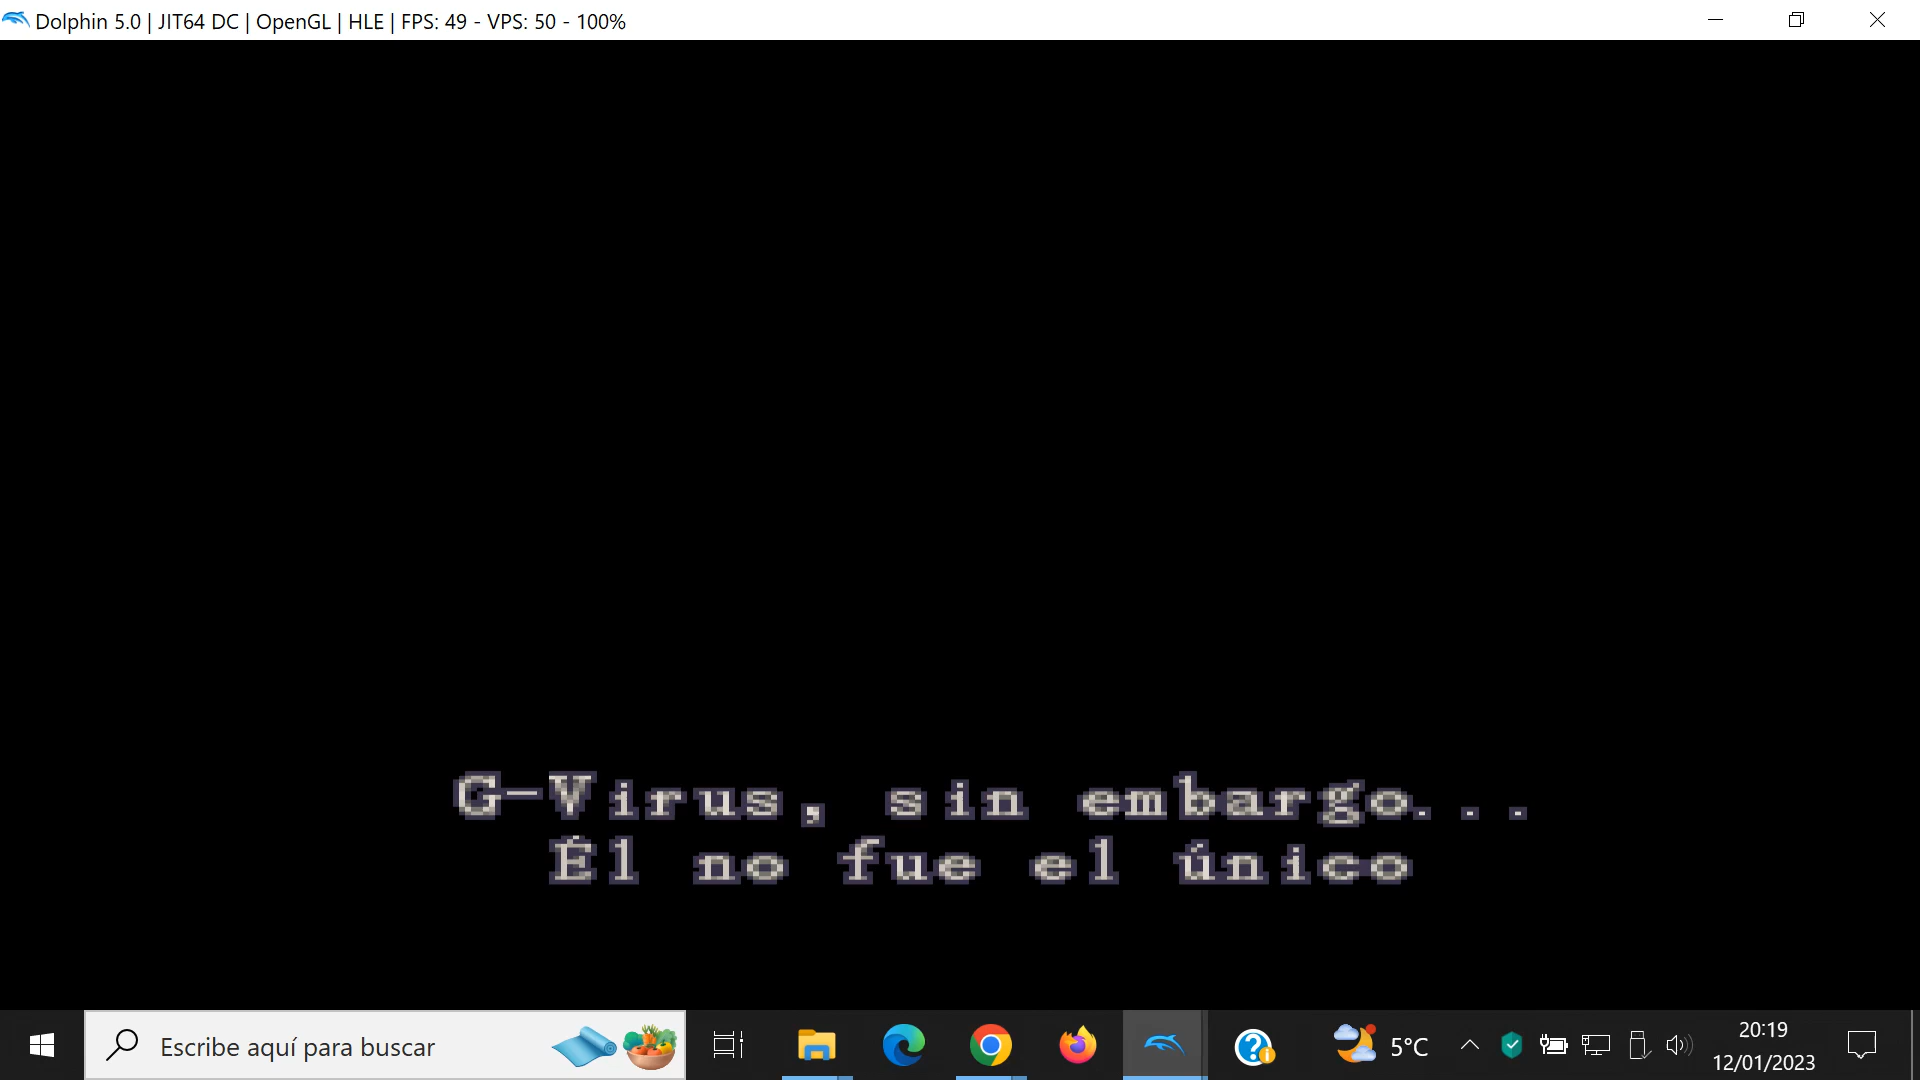 Dolphin 5.0 | JIT64 DC | OpenGL | HLE | FPS: 49 - VPS: 50 - 100%
G-Virus, sin embargo...
Él no fue el único
Escribe aquí para buscar
5°C
20:19
12/01/2023